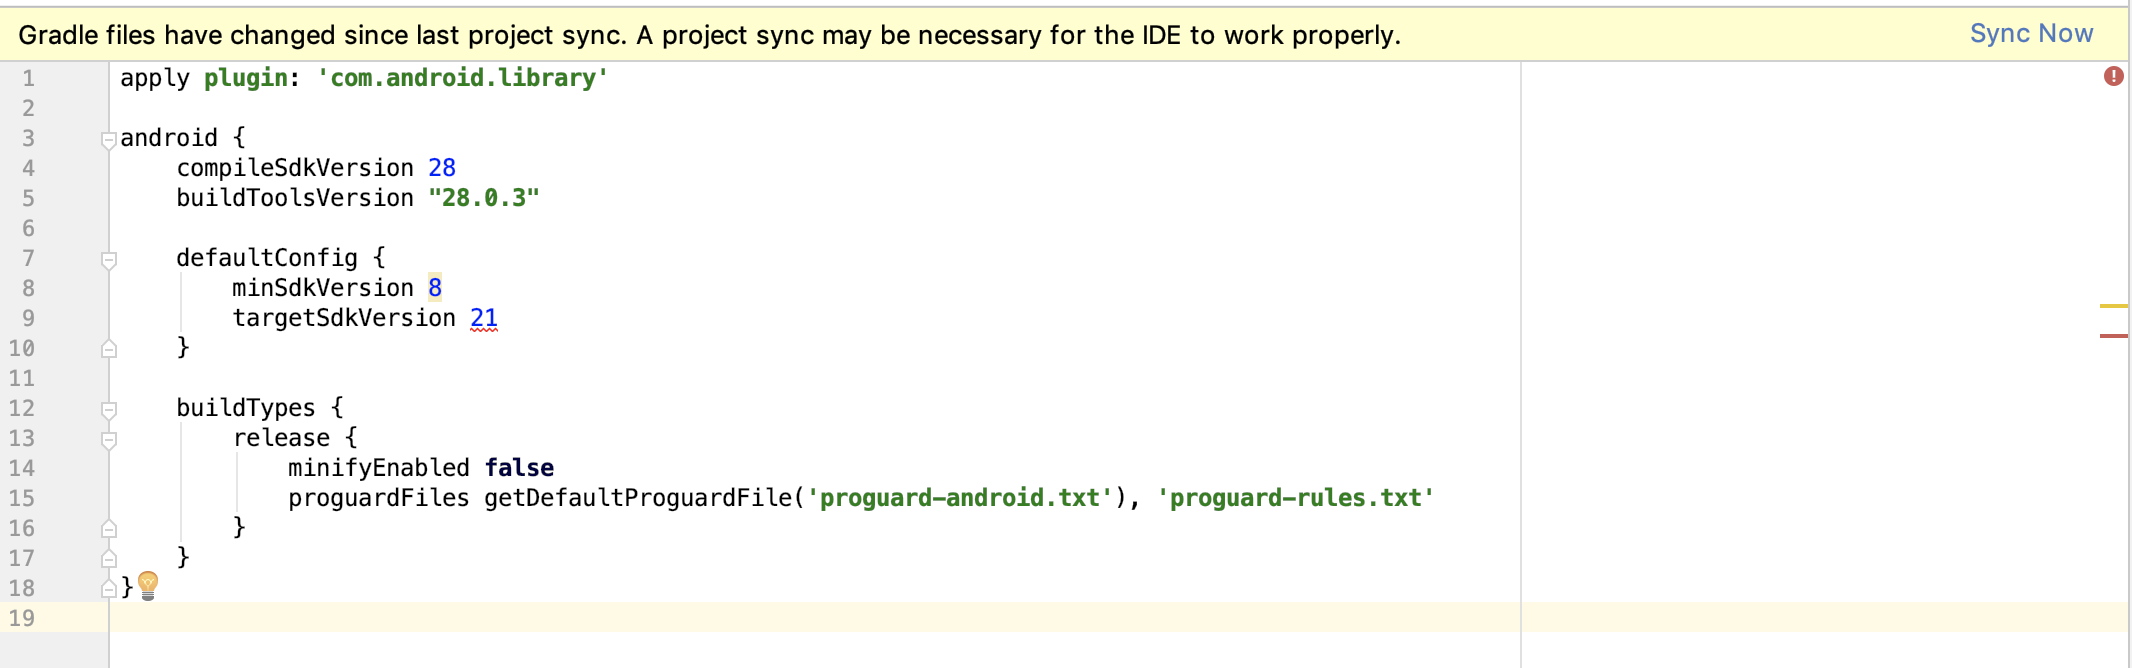 Gradle files have changed since last project sync. A project sync may be necessary for the IDE to work properly. Sync Now
1 apply plugin: 'com.android.library'
2
3 android {
4     compileSdkVersion 28
5     buildToolsVersion "28.0.3"
6
7     defaultConfig {
8         minSdkVersion 8
9         targetSdkVersion 21
10     }
11
12     buildTypes {
13         release {
14             minifyEnabled false
15             proguardFiles getDefaultProguardFile('proguard-android.txt'), 'proguard-rules.txt'
16         }
17     }
18 }
19